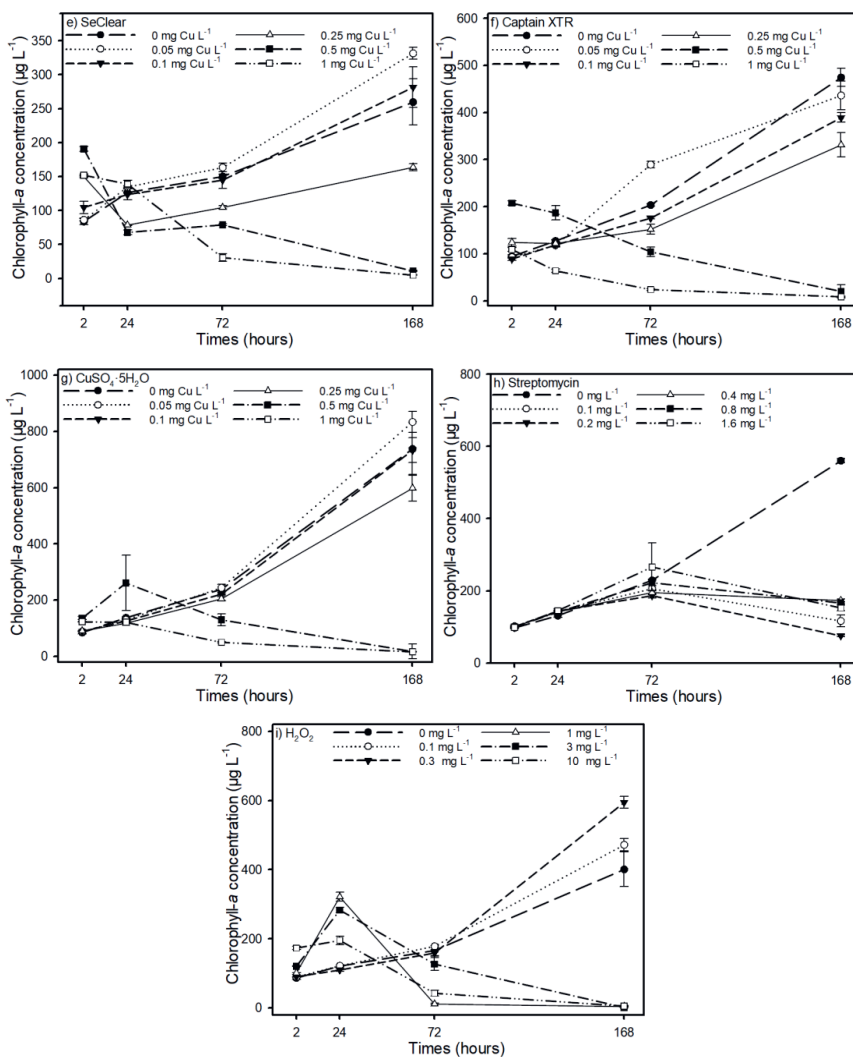 e) SeClear
0 mg Cu L⁻¹
0.05 mg Cu L⁻¹
0.1 mg Cu L⁻¹
0.25 mg Cu L⁻¹
0.5 mg Cu L⁻¹
1 mg Cu L⁻¹
Chlorophyll-a concentration (µg L⁻¹)
350
300
250
200
150
100
50
0
2 24 72 168
Times (hours)
f) Captain XTR
0 mg Cu L⁻¹
0.05 mg Cu L⁻¹
0.1 mg Cu L⁻¹
0.25 mg Cu L⁻¹
0.5 mg Cu L⁻¹
1 mg Cu L⁻¹
Chlorophyll-a concentration (µg L⁻¹)
600
500
400
300
200
100
0
2 24 72 168
Times (hours)
g) CuSO₄·5H₂O
0 mg Cu L⁻¹
0.05 mg Cu L⁻¹
0.1 mg Cu L⁻¹
0.25 mg Cu L⁻¹
0.5 mg Cu L⁻¹
1 mg Cu L⁻¹
Chlorophyll-a concentration (µg L⁻¹)
1000
800
600
400
200
0
2 24 72 168
Times (hours)
h) Streptomycin
0 mg L⁻¹
0.1 mg L⁻¹
0.2 mg L⁻¹
0.4 mg L⁻¹
0.8 mg L⁻¹
1.6 mg L⁻¹
Chlorophyll-a concentration (µg L⁻¹)
800
600
400
200
0
2 24 72 168
Times (hours)
i) H₂O₂
0 mg L⁻¹
0.1 mg L⁻¹
0.3 mg L⁻¹
1 mg L⁻¹
3 mg L⁻¹
10 mg L⁻¹
Chlorophyll-a concentration (µg L⁻¹)
800
600
400
200
0
2 24 72 168
Times (hours)